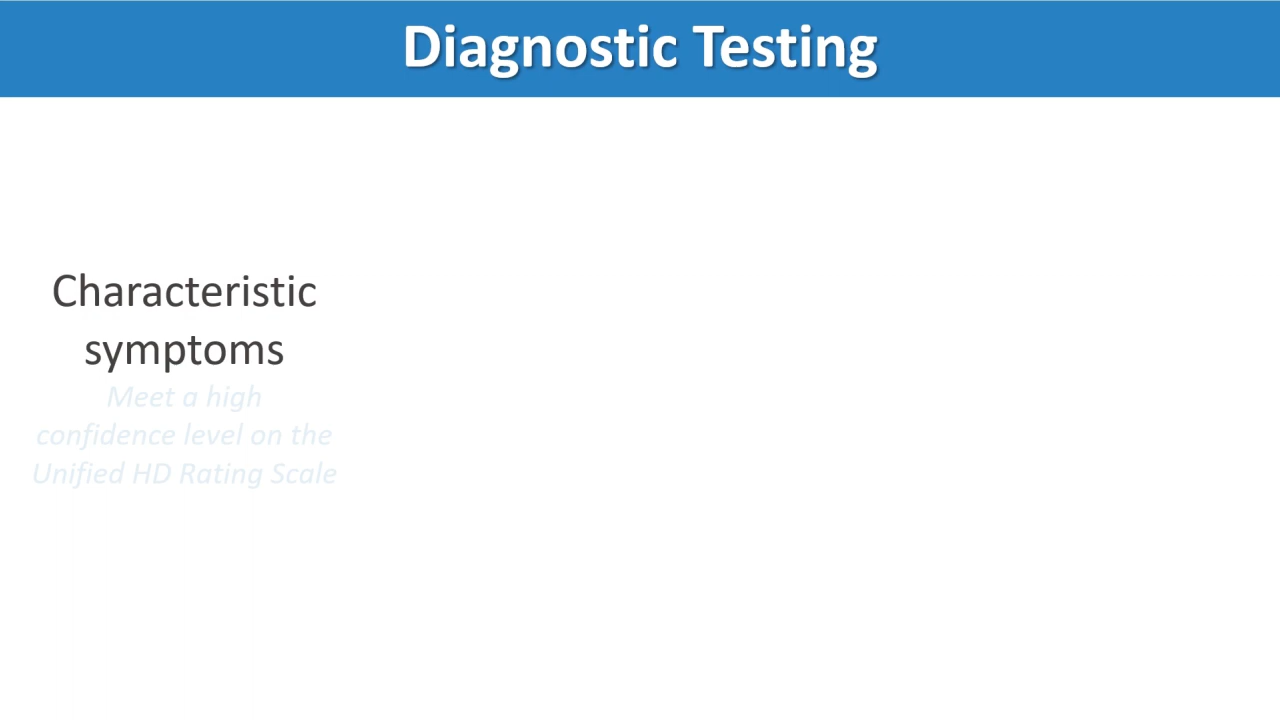 Diagnostic Testing
Characteristic
symptoms
Meet a high
confidence level on the
Unified HD Rating Scale